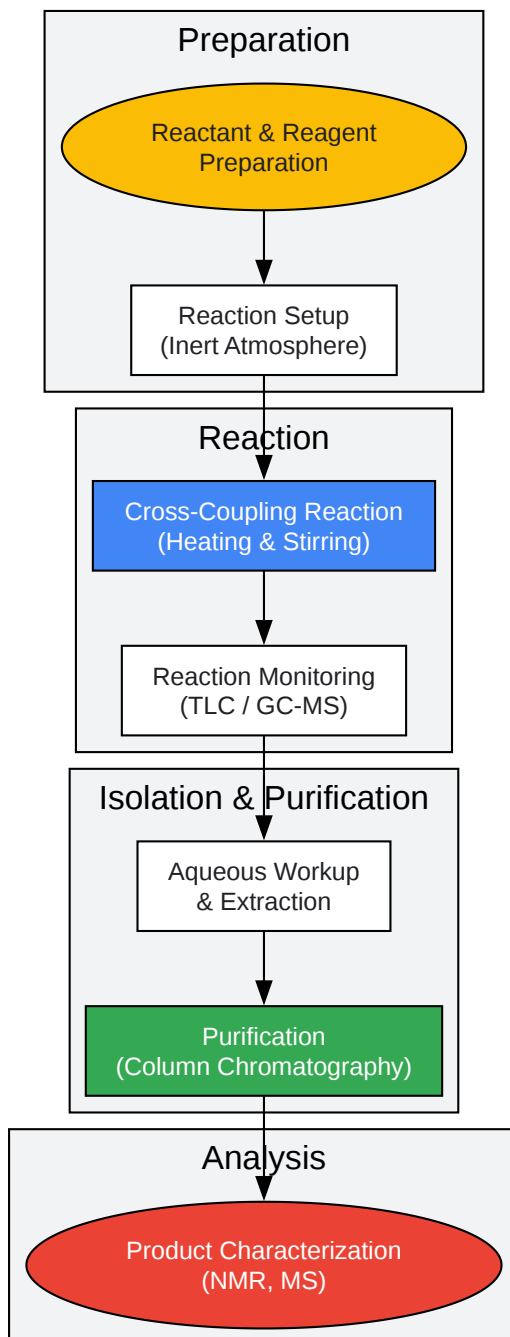 Preparation
Reactant & Reagent
Preparation
Reaction Setup
(Inert Atmosphere)
Reaction
Cross-Coupling Reaction
(Heating & Stirring)
Reaction Monitoring
(TLC / GC-MS)
Isolation & Purification
Aqueous Workup
& Extraction
Purification
(Column Chromatography)
Analysis
Product Characterization
(NMR, MS)